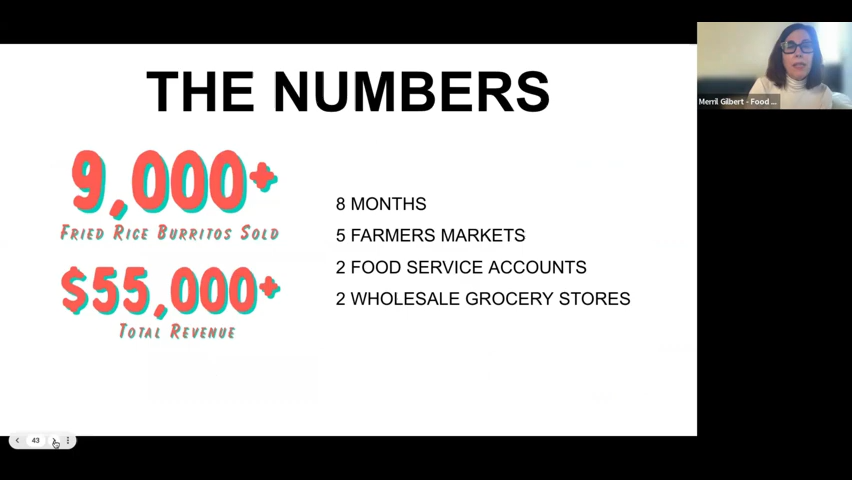 THE NUMBERS
9,000+
Fried Rice Burritos Sold
$55,000+
Total Revenue
8 MONTHS
5 FARMERS MARKETS
2 FOOD SERVICE ACCOUNTS
2 WHOLESALE GROCERY STORES
Merril Gilbert - Food ...
43